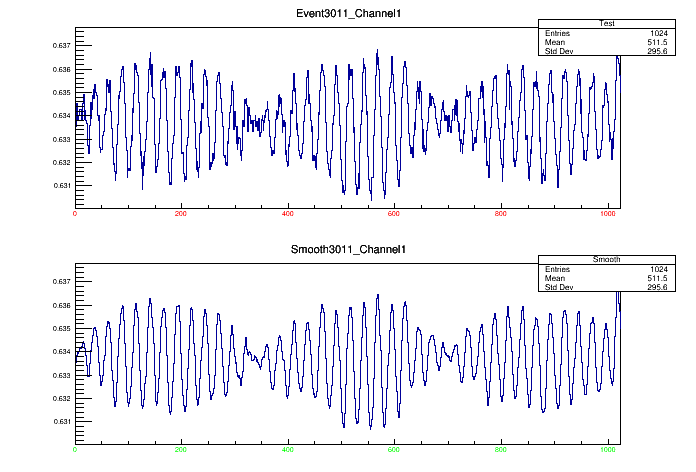 Event3011_Channel1
Test
Entries 1024
Mean 511.5
Std Dev 295.6
0.637
0.636
0.635
0.634
0.633
0.632
0.631
0 200 400 600 800 1000
Smooth3011_Channel1
Smooth
Entries 1024
Mean 511.5
Std Dev 295.6
0.637
0.636
0.635
0.634
0.633
0.632
0.631
0 200 400 600 800 1000